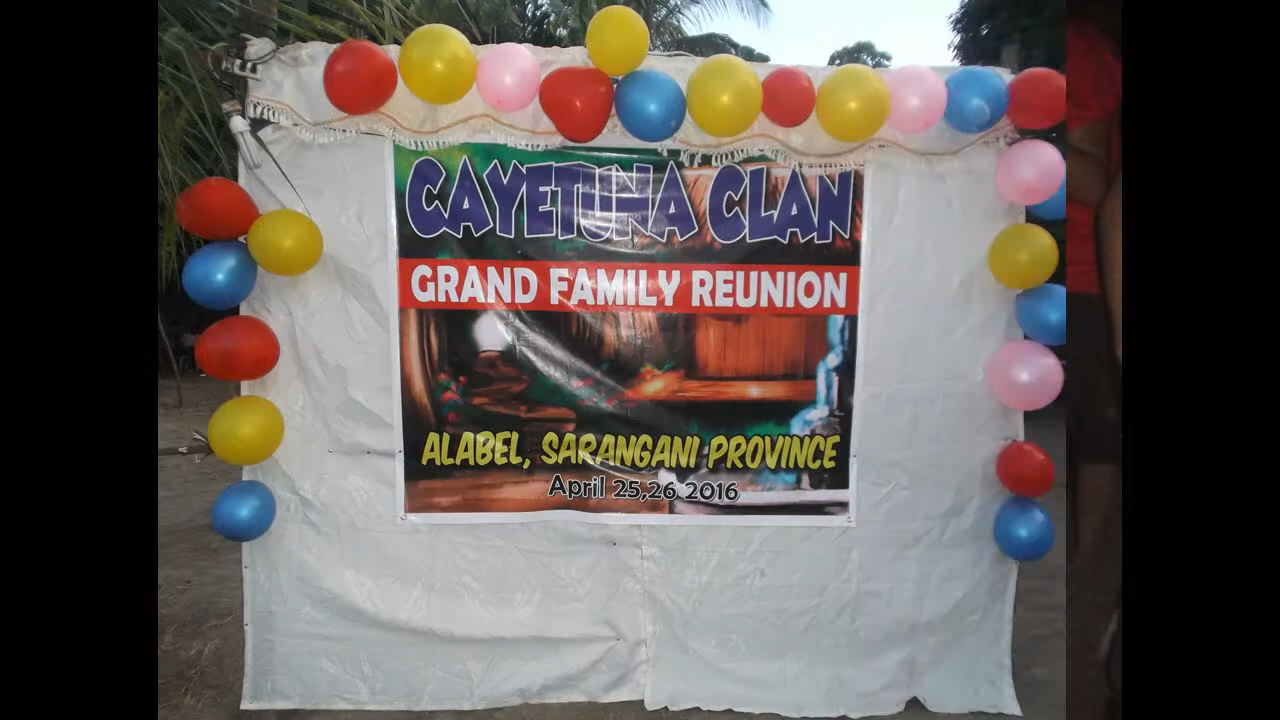 CAYETUNA CLAN
GRAND FAMILY REUNION
ALABEL, SARANGANI PROVINCE
April 25,26 2016